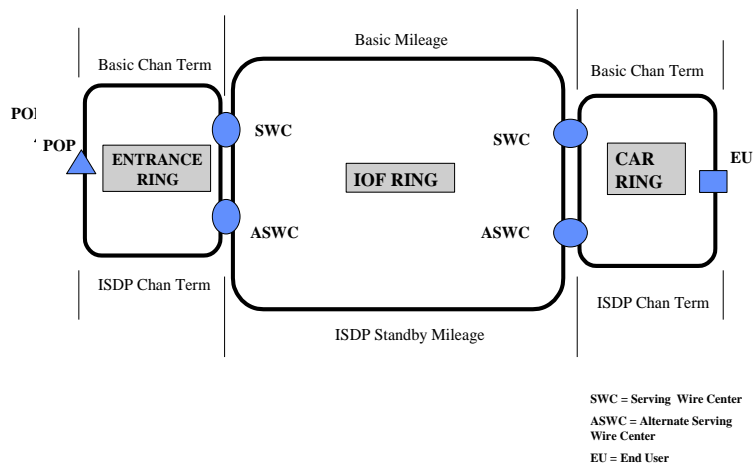 Basic Mileage
Basic Chan Term
Basic Chan Term
POP
SWC
SWC
ENTRANCE
RING
IOF RING
CAR
RING
EU
ASWC
ASWC
ISDP Chan Term
ISDP Chan Term
ISDP Standby Mileage
SWC = Serving Wire Center
ASWC = Alternate Serving
Wire Center
EU = End User